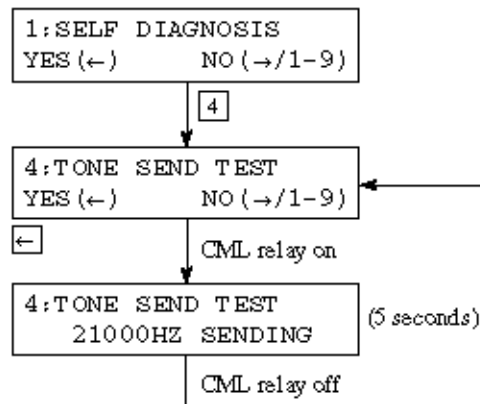 1:SELF DIAGNOSIS
YES(←) NO(→/1-9)
4
4:TONE SEND TEST
YES(←) NO(→/1-9)
←
CML relay on
4:TONE SEND TEST
21000HZ SENDING
(5 seconds)
CML relay off